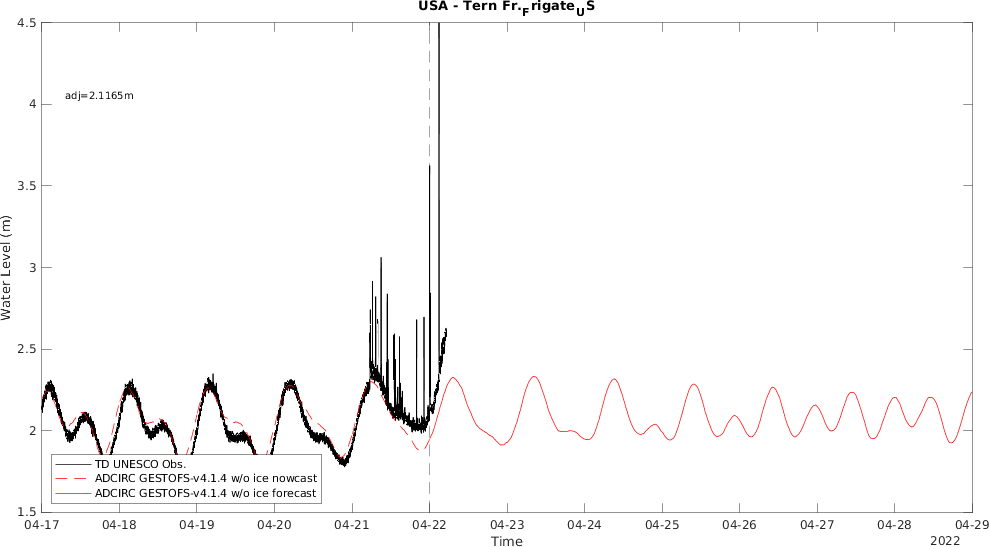 USA - Tern Fr.FrigateUS
4.5
4
3.5
3
2.5
2
1.5
Water Level (m)
adj=2.1165m
TD UNESCO Obs.
ADCIRC GESTOFS-v4.1.4 w/o ice nowcast
ADCIRC GESTOFS-v4.1.4 w/o ice forecast
04-17 04-18 04-19 04-20 04-21 04-22 04-23 04-24 04-25 04-26 04-27 04-28 04-29
Time
2022